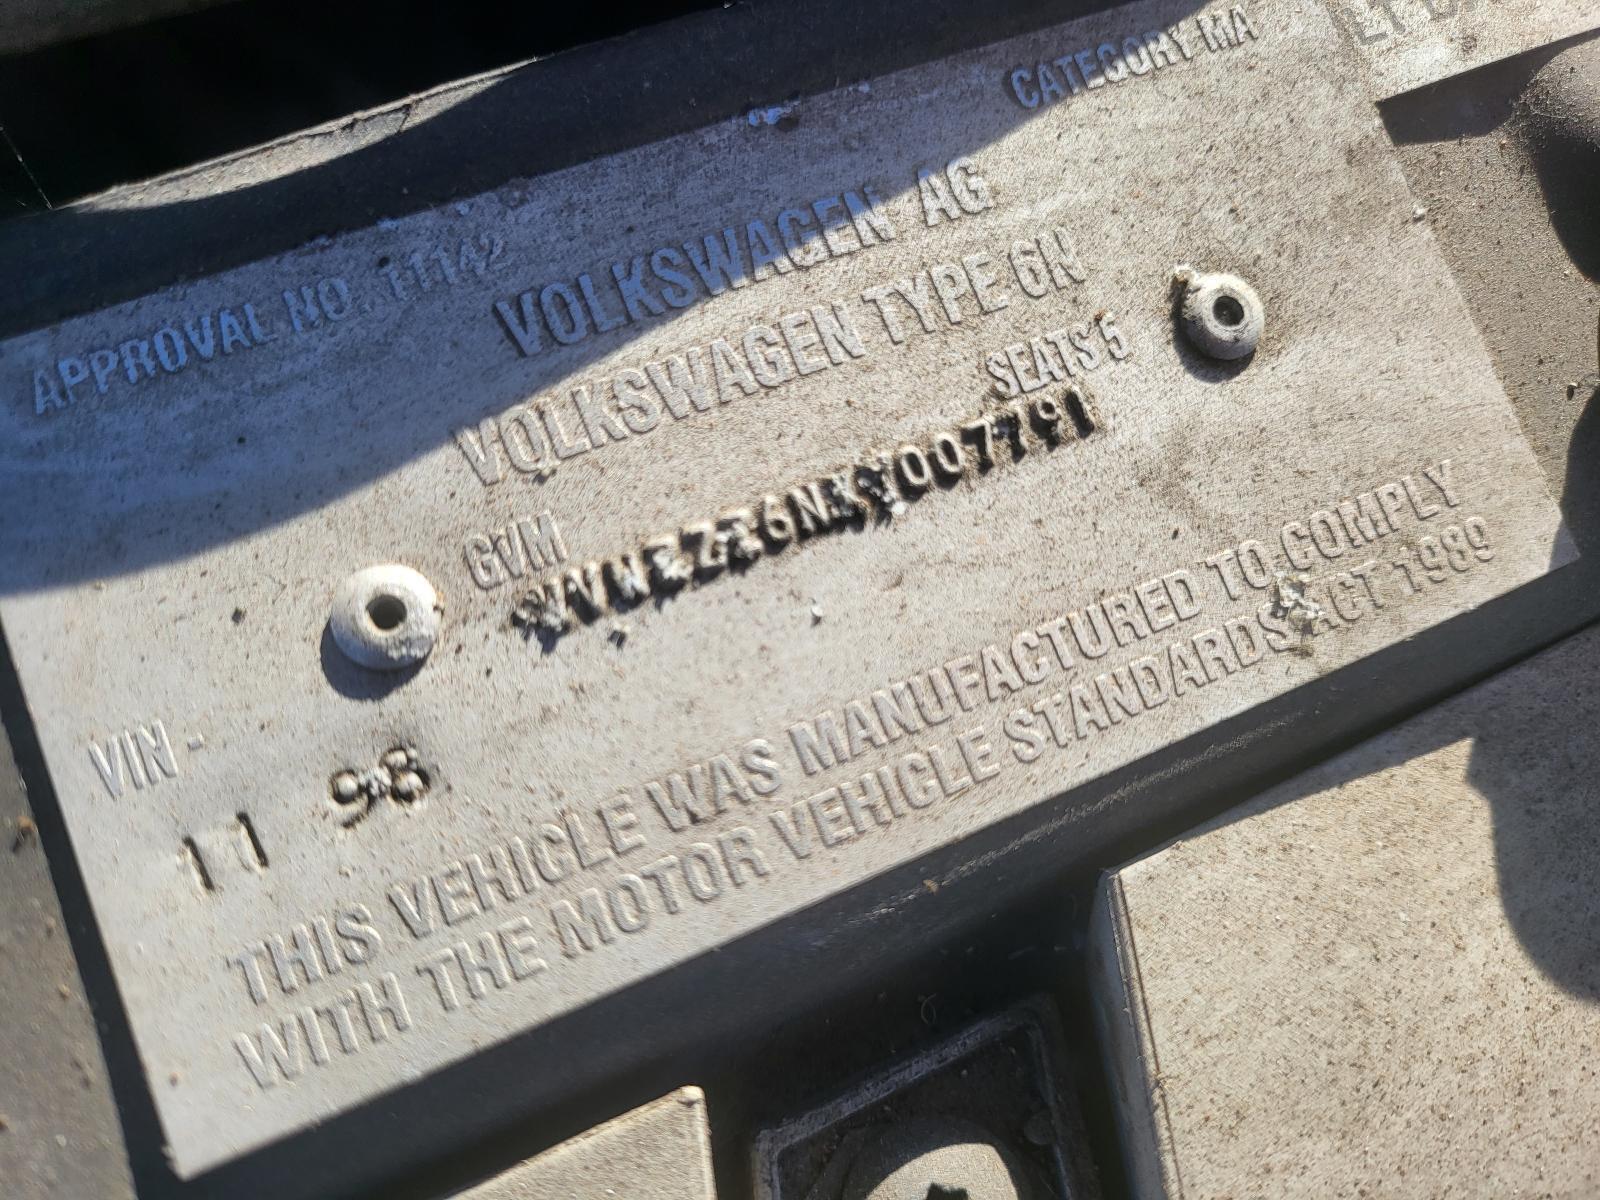 APPROVAL NO. 11142
CATEGORY MA
VOLKSWAGEN AG
VOLKSWAGEN TYPE 6N
GVM
SEATS 5
VIN -
11 98
THIS VEHICLE WAS MANUFACTURED TO COMPLY
WITH THE MOTOR VEHICLE STANDARDS ACT 1989